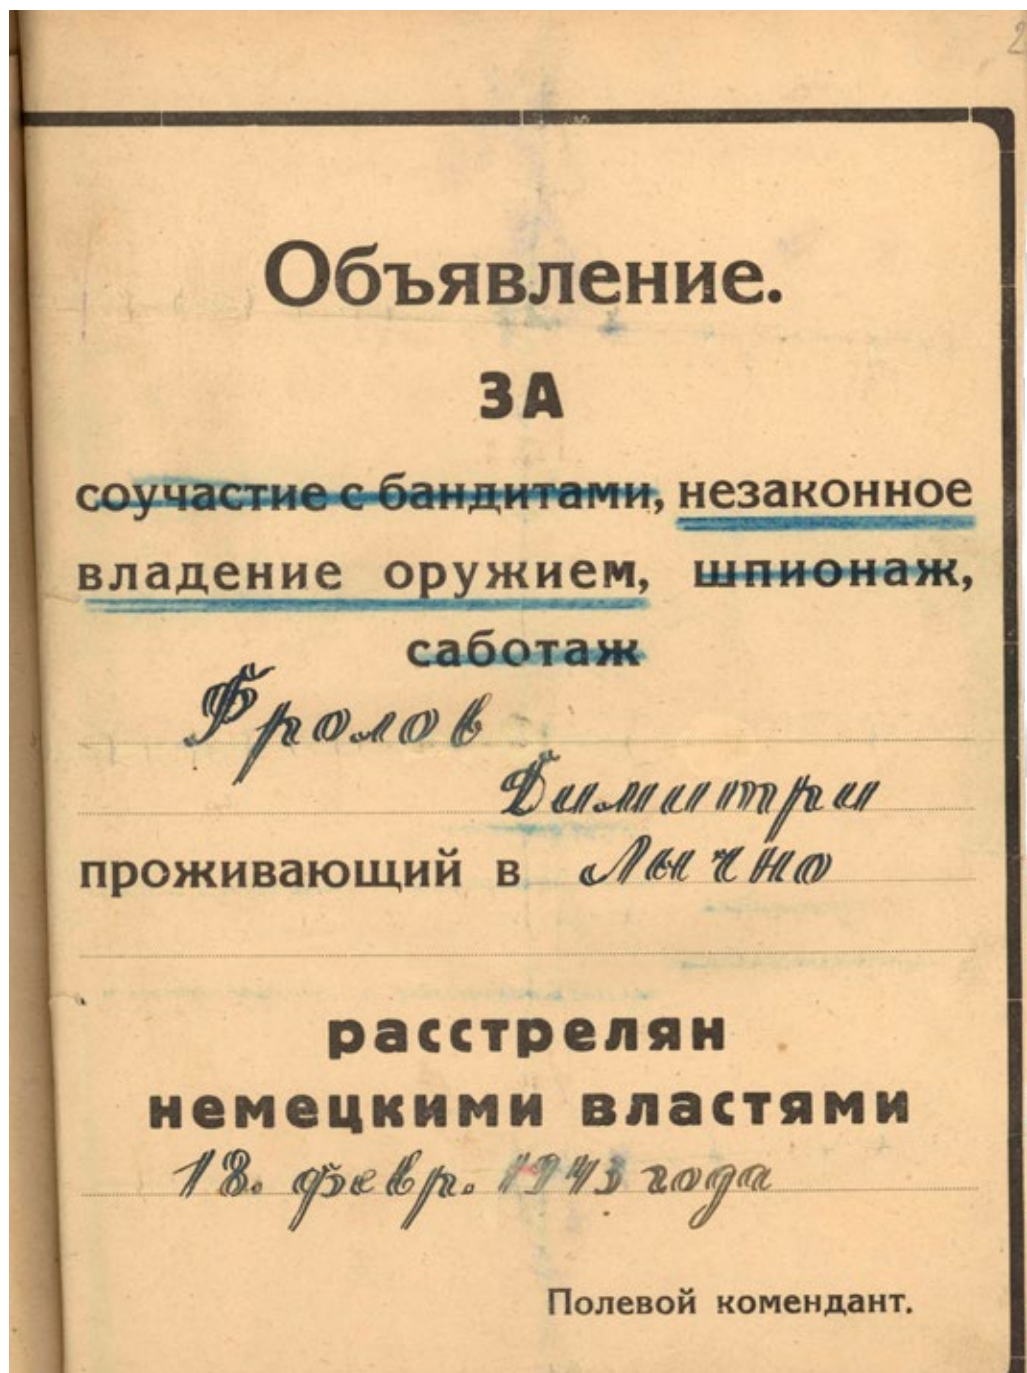 2
Объявление.
ЗА
соучастие с бандитами, незаконное
владение оружием, шпионаж,
саботаж
Фролов
Димитри
проживающий в Лычно
расстрелян
немецкими властями
18. февр. 1943 года
Полевой комендант.